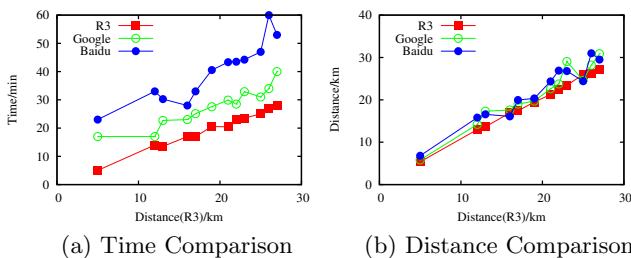 R3
Google
Baidu
Time/min
60
50
40
30
20
10
0
0 10 20 30
Distance(R3)/km
(a) Time Comparison
R3
Google
Baidu
Distance/km
40
30
20
10
0
0 10 20 30
Distance(R3)/km
(b) Distance Comparison